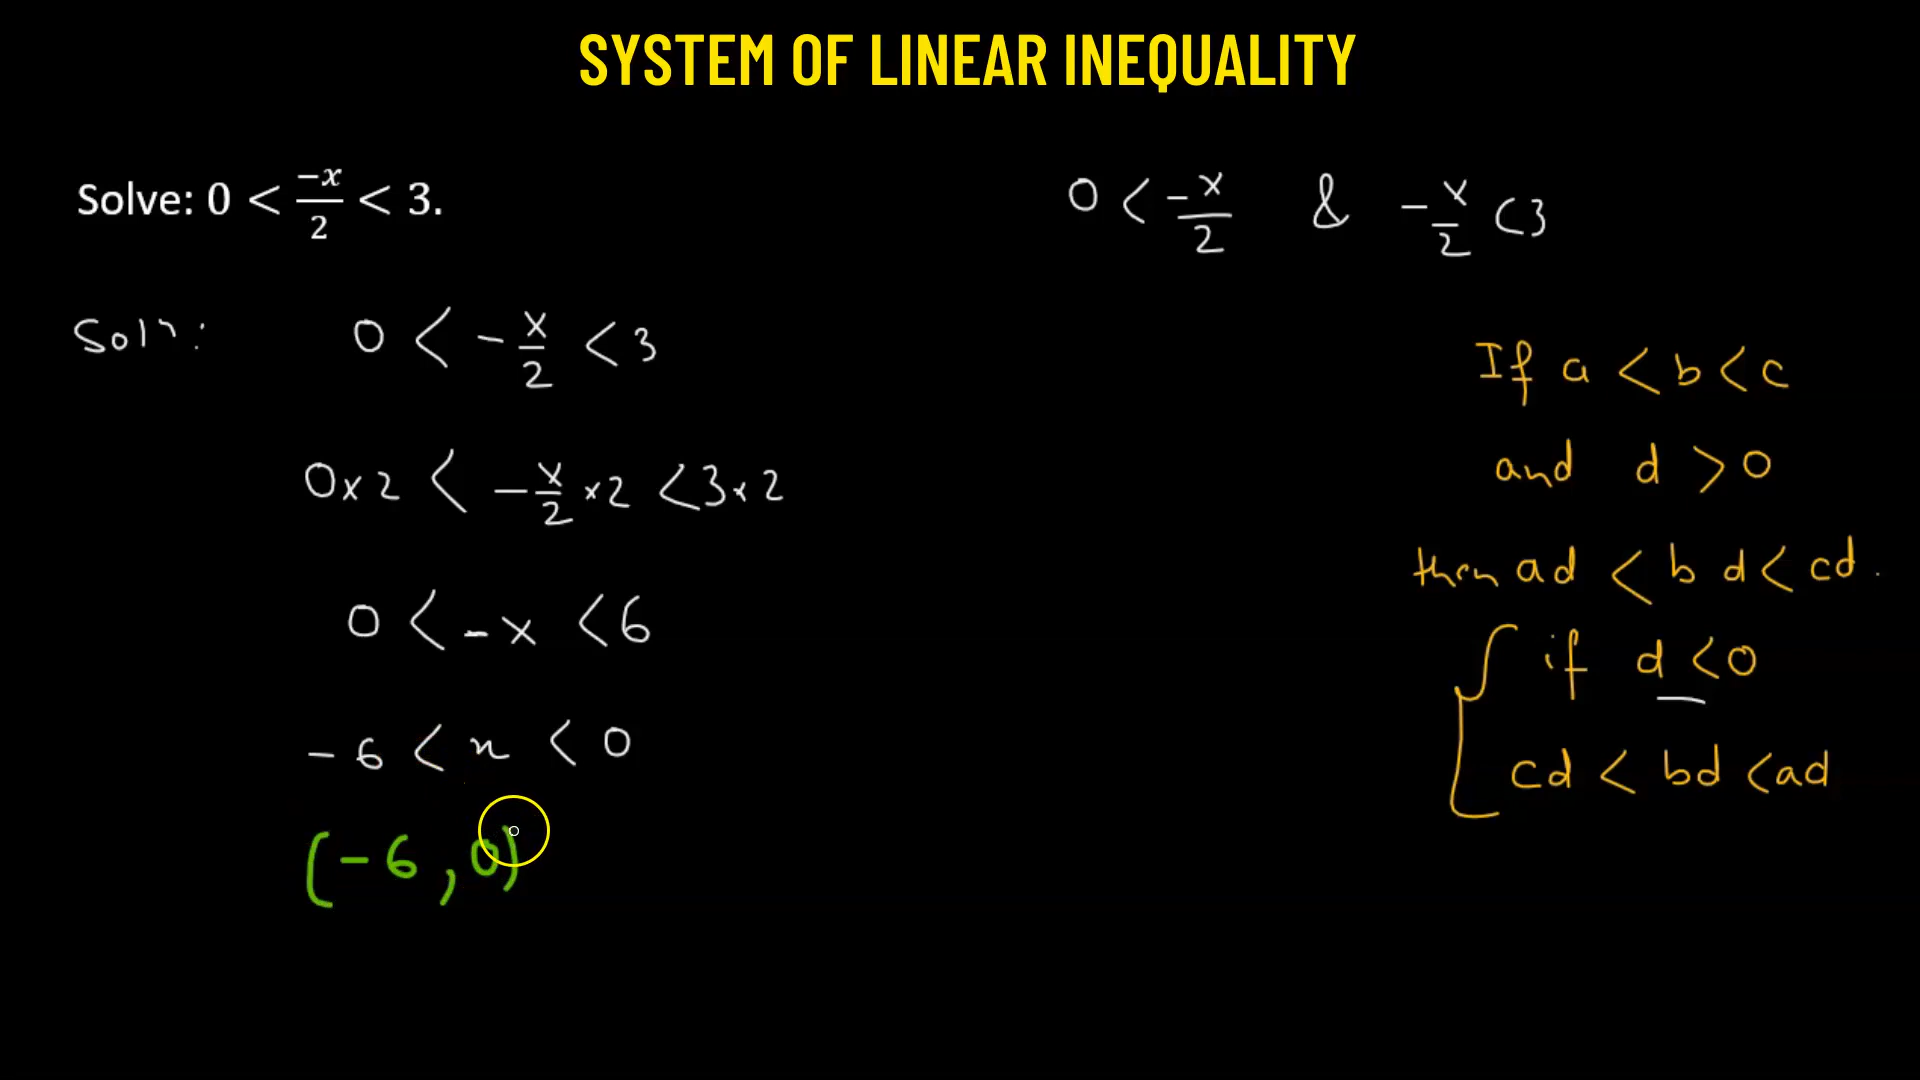 SYSTEM OF LINEAR INEQUALITY
Solve: 0 < -x/2 < 3.
0 < -x/2 & -x/2 < 3
Soln: 0 < -x/2 < 3
0×2 < -x/2 ×2 < 3×2
0 < -x < 6
-6 < x < 0
(-6, 0)
If a < b < c
and d > 0
then ad < bd < cd.
if d < 0
cd < bd < ad